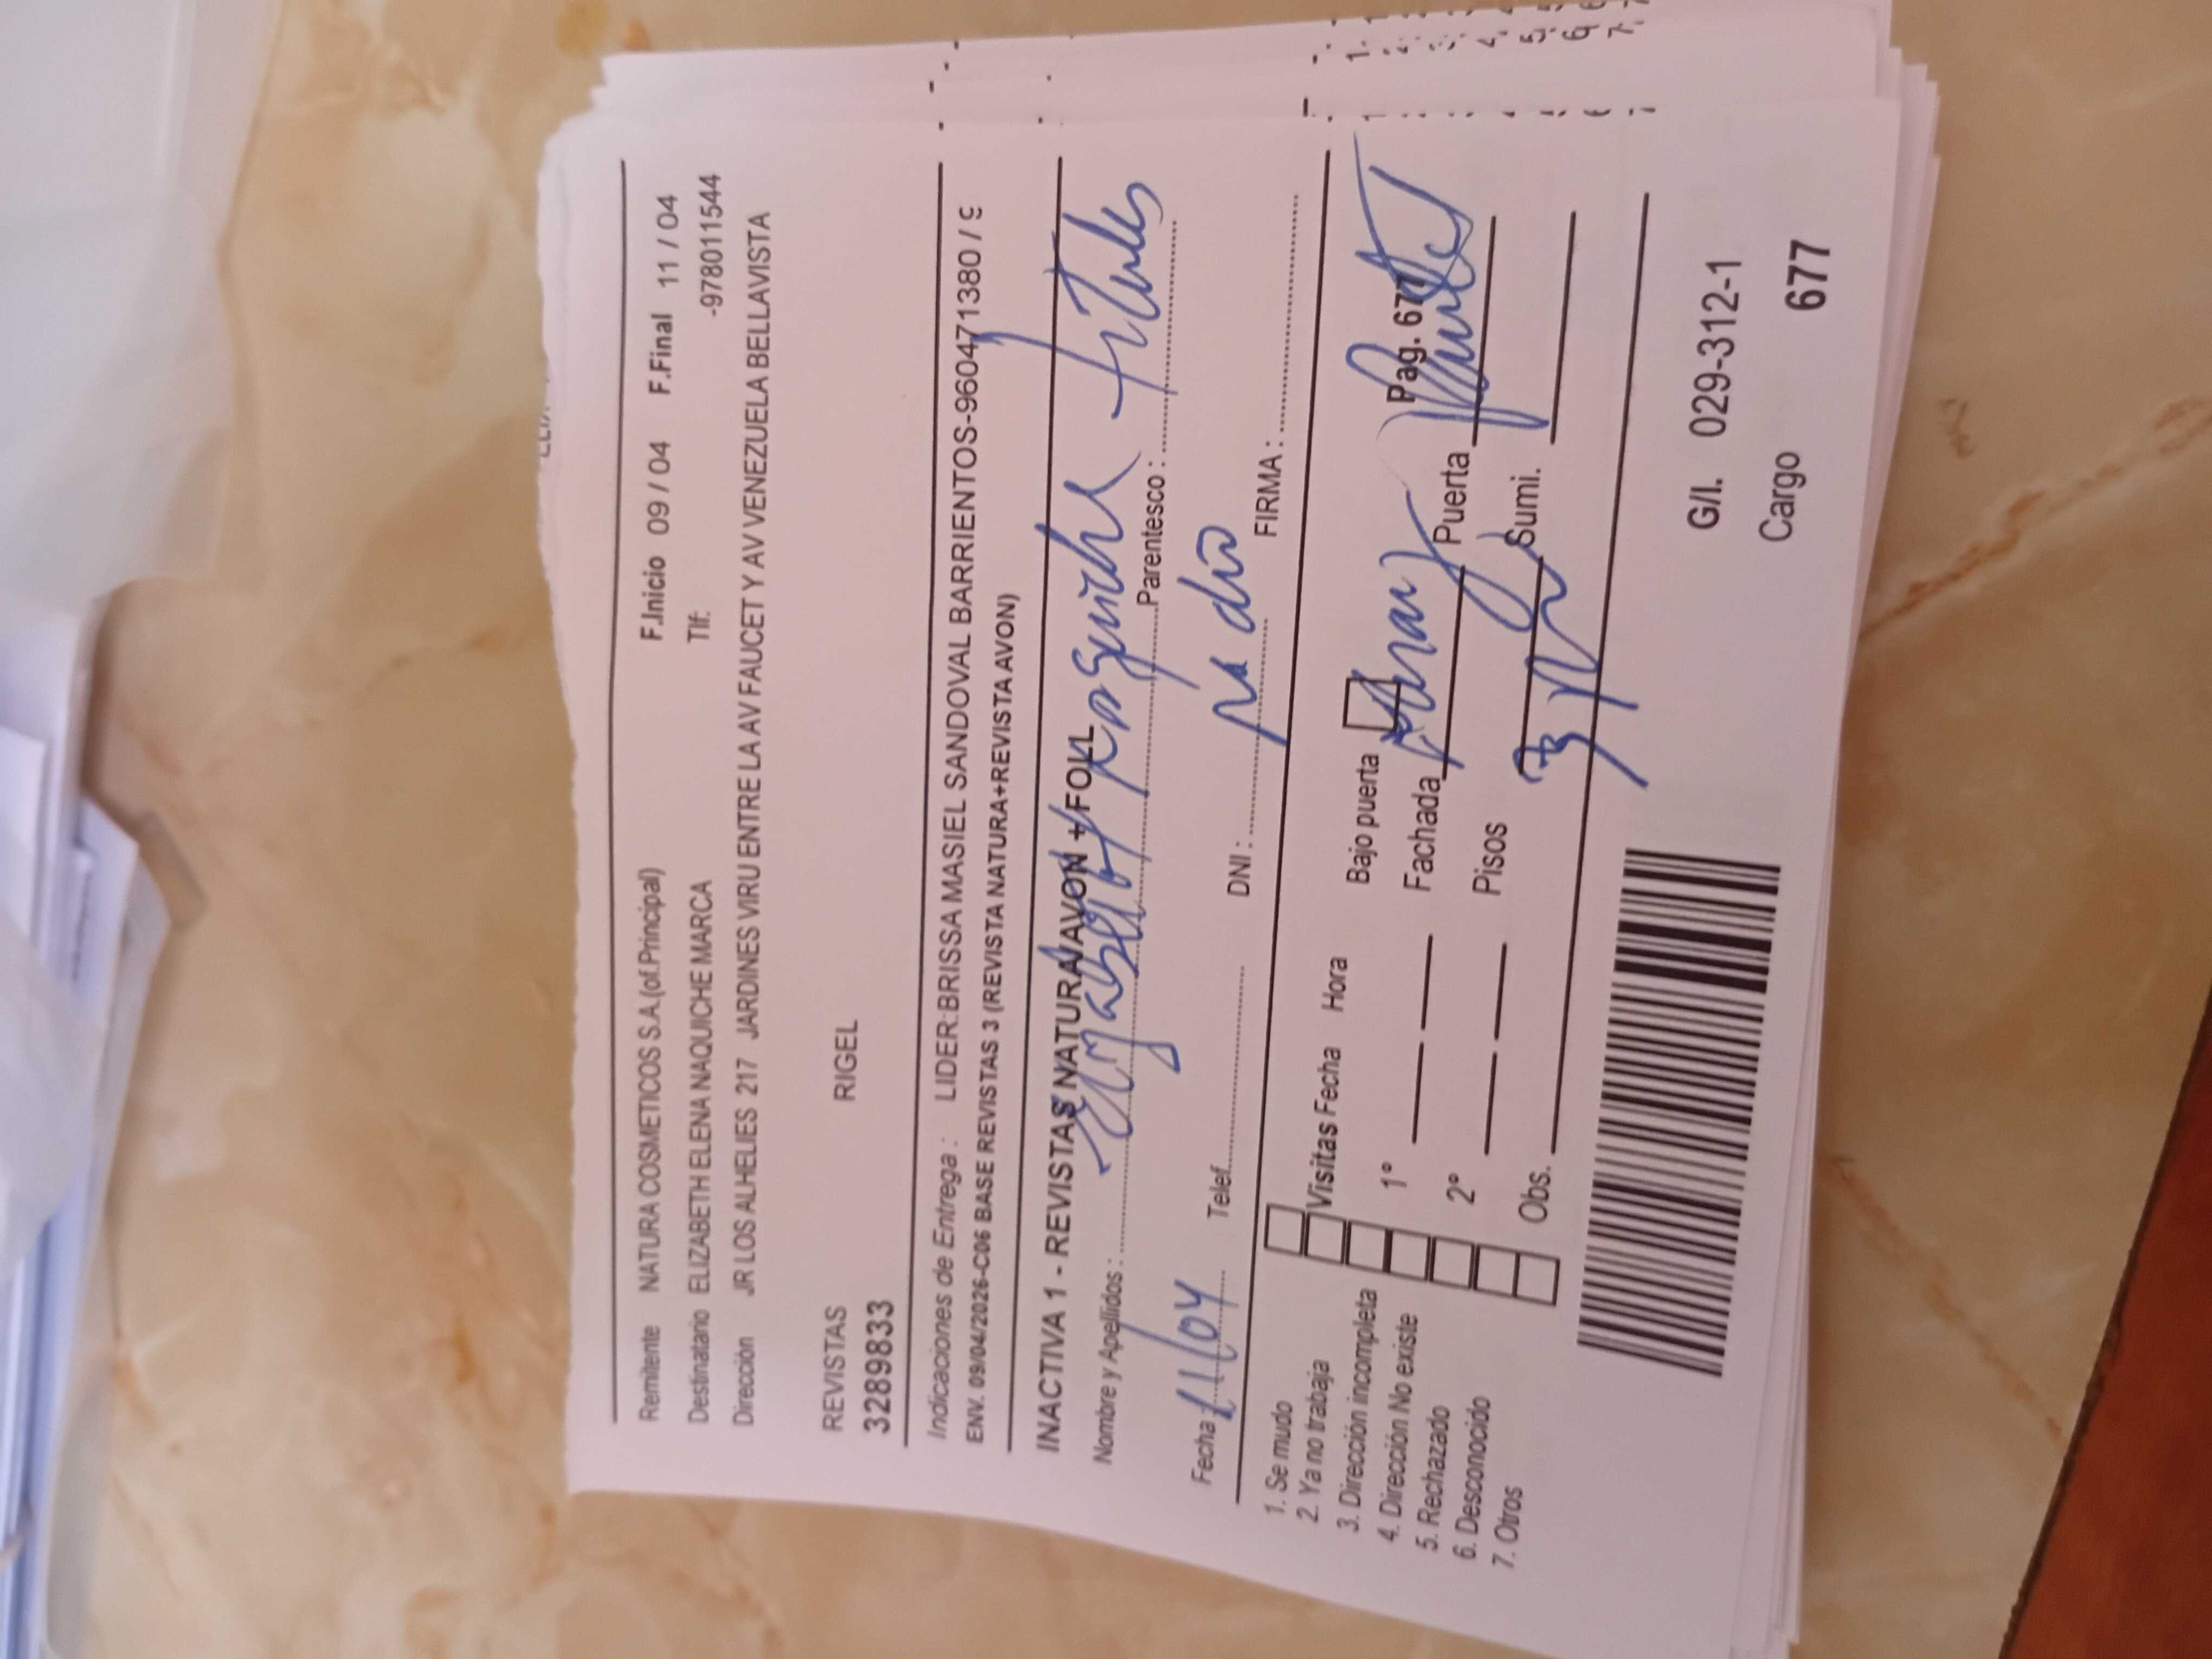 Remitente NATURA COSMETICOS S.A.(of.Principal) F.Inicio 09 / 04 F.Final 11 / 04
Destinatario ELIZABETH ELENA NAQUICHE MARCA Tlf: -978011544
Dirección JR LOS ALHELIES 217 JARDINES VIRU ENTRE LA AV FAUCET Y AV VENEZUELA BELLAVISTA
REVISTAS RIGEL
32898833
Indicaciones de Entrega : LIDER:BRISSA MASIEL SANDOVAL BARRIENTOS-960471380 / 9
ENV. 09/04/2026-C06 BASE REVISTAS 3 (REVISTA NATURA+REVISTA AVON)
INACTIVA 1 - REVISTAS NATURA/AVON + FOLL
Nombre y Apellidos : Parentesco :
Fecha 11/04 Telef. DNI : No dio FIRMA :
1. Se mudo
2. Ya no trabaja
3. Dirección incompleta
4. Dirección No existe
5. Rechazado
6. Desconocido
7. Otros
Visitas Fecha Hora Bajo puerta Pag. 677
1° Fachada Puerta
2° Pisos Sumi.
Obs.
G/I. 029-312-1
Cargo
677